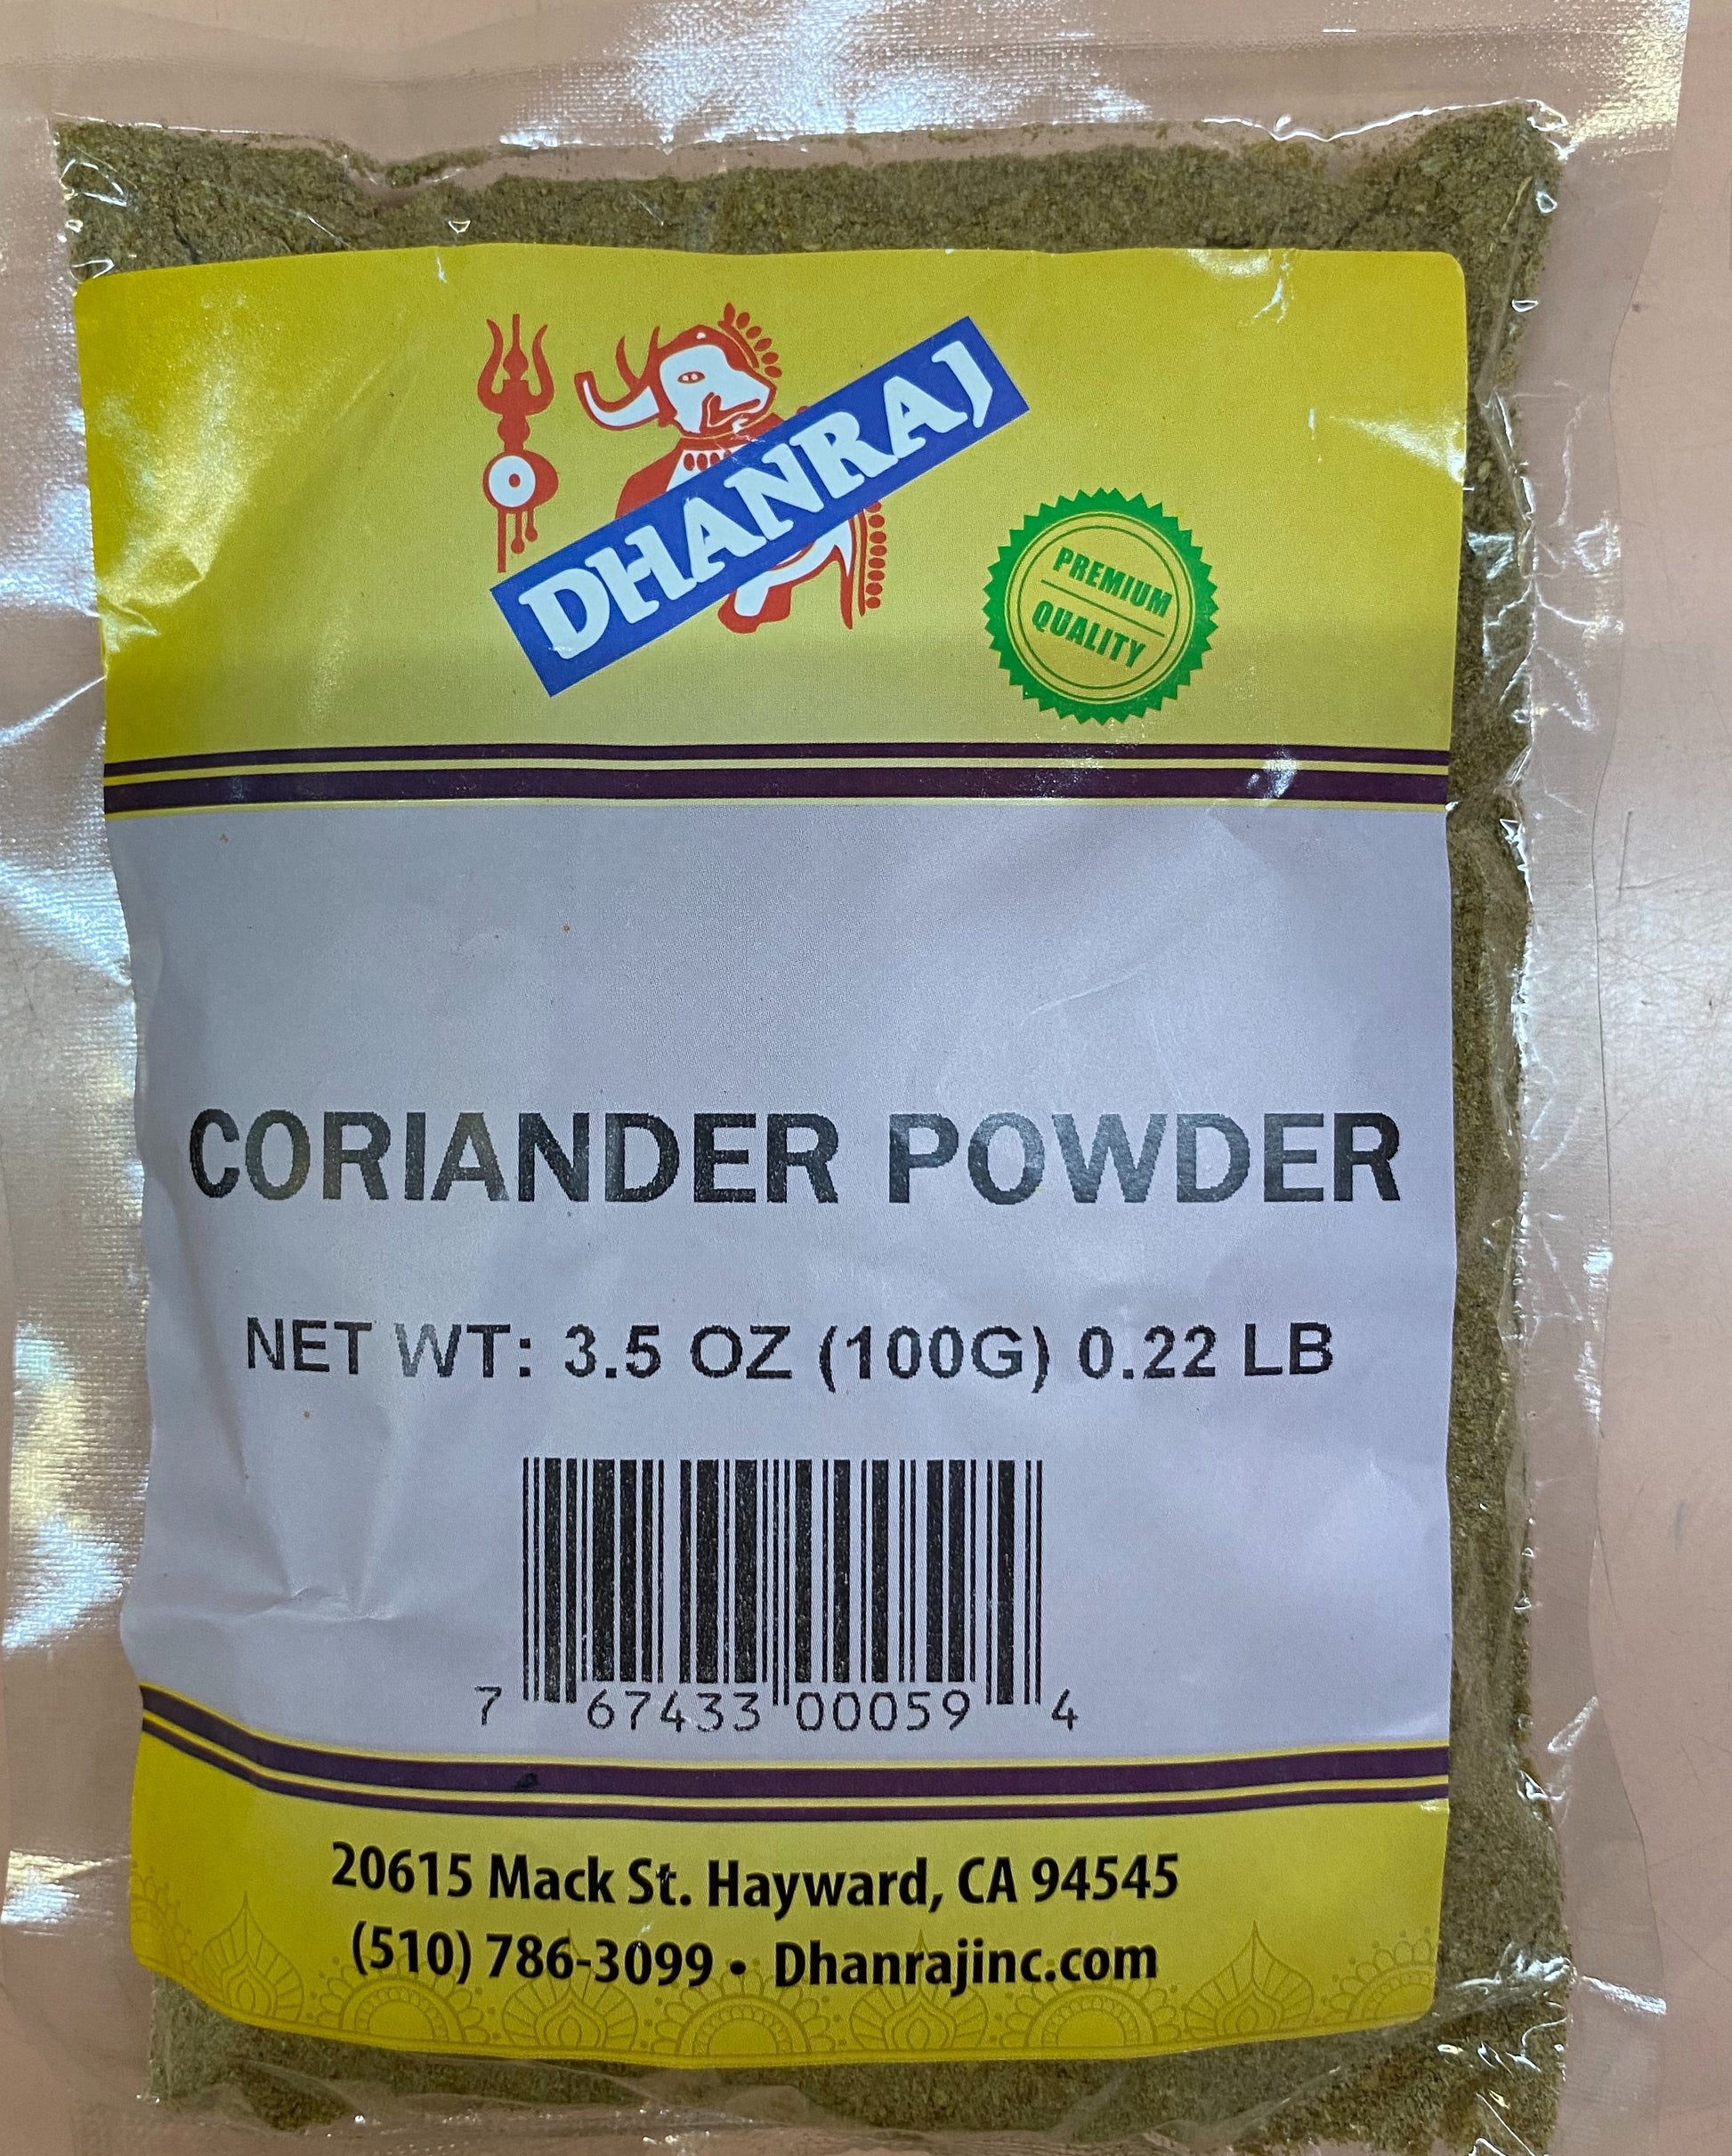 DHANRAJ
PREMIUM
QUALITY
CORIANDER POWDER
NET WT: 3.5 OZ (100G) 0.22 LB
7 67433 00059 4
20615 Mack St. Hayward, CA 94545
(510) 786-3099 • Dhanrajinc.com